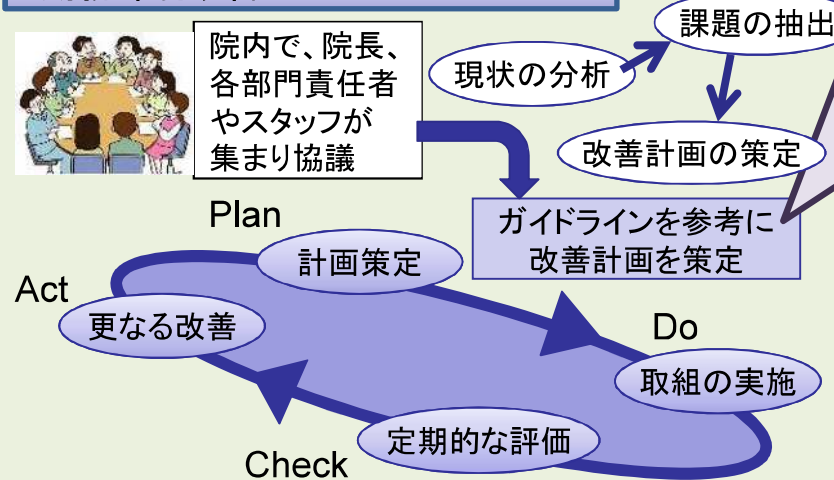 院内で、院長、
各部門責任者
やスタッフが
集まり協議
現状の分析
課題の抽出
改善計画の策定
ガイドラインを参考に
改善計画を策定
Plan
計画策定
Act
更なる改善
Do
取組の実施
定期的な評価
Check